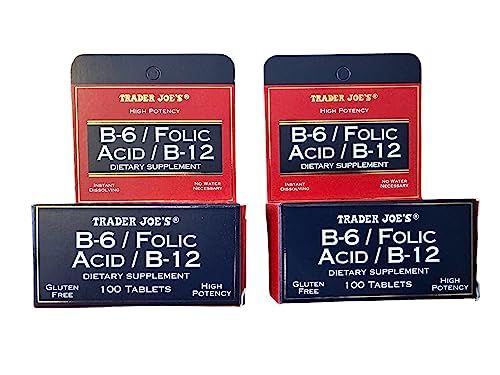 TRADER JOE'S®
HIGH POTENCY
B-6 / FOLIC
ACID / B-12
DIETARY SUPPLEMENT
INSTANT
DISSOLVING
NO WATER
NECESSARY
TRADER JOE'S®
B-6 / FOLIC
ACID / B-12
DIETARY SUPPLEMENT
100 TABLETS
GLUTEN
FREE
HIGH
POTENCY
TRADER JOE'S®
HIGH POTENCY
B-6 / FOLIC
ACID / B-12
DIETARY SUPPLEMENT
INSTANT
DISSOLVING
NO WATER
NECESSARY
TRADER JOE'S®
B-6 / FOLIC
ACID / B-12
DIETARY SUPPLEMENT
100 TABLETS
GLUTEN
FREE
HIGH
POTENCY